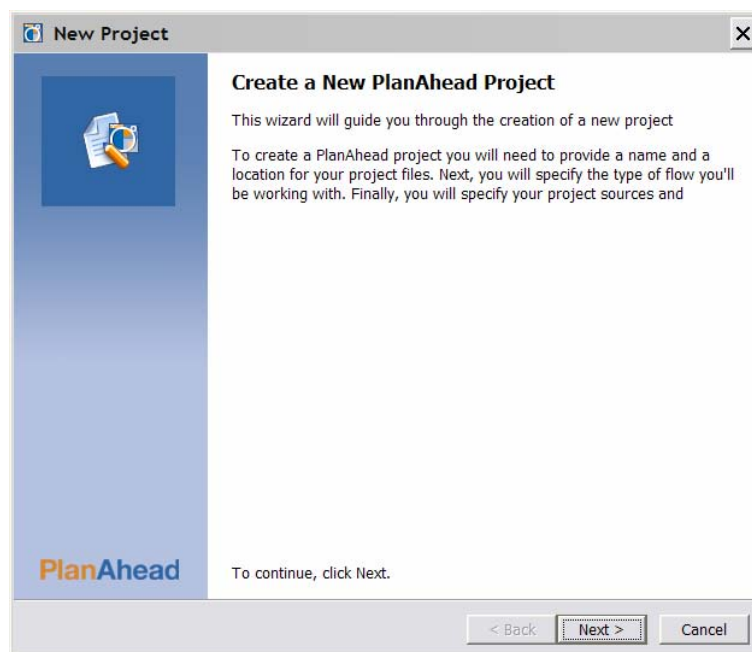 New Project
Create a New PlanAhead Project
This wizard will guide you through the creation of a new project
To create a PlanAhead project you will need to provide a name and a
location for your project files. Next, you will specify the type of flow you'll
be working with. Finally, you will specify your project sources and
PlanAhead
To continue, click Next.
< Back Next > Cancel